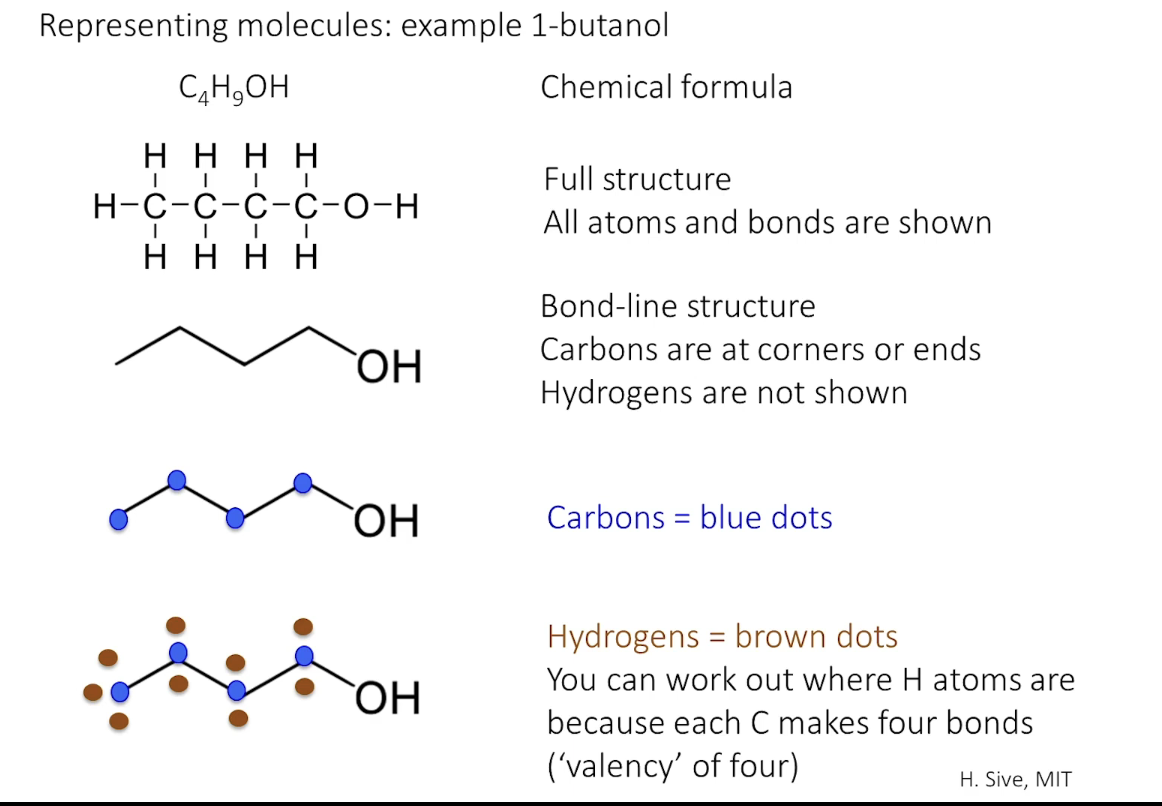 Representing molecules: example 1-butanol
C₄H₉OH
Chemical formula
H H H H
H-C-C-C-C-O-H
H H H H
Full structure
All atoms and bonds are shown
OH
Bond-line structure
Carbons are at corners or ends
Hydrogens are not shown
OH
Carbons = blue dots
OH
Hydrogens = brown dots
You can work out where H atoms are
because each C makes four bonds
(‘valency’ of four)
H. Sive, MIT